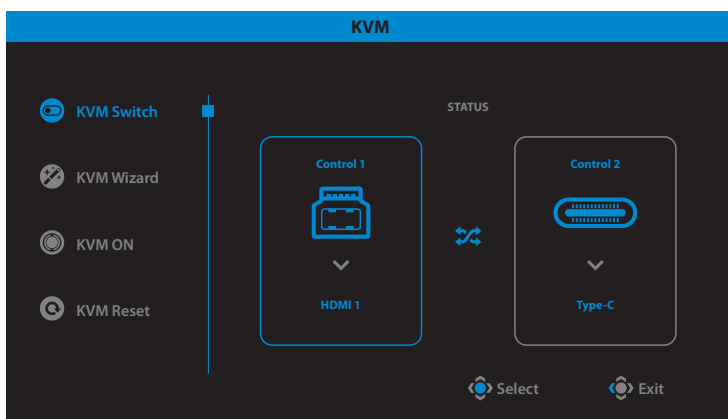 KVM
KVM Switch
KVM Wizard
KVM ON
KVM Reset
STATUS
Control 1
HDMI 1
Control 2
Type-C
Select
Exit